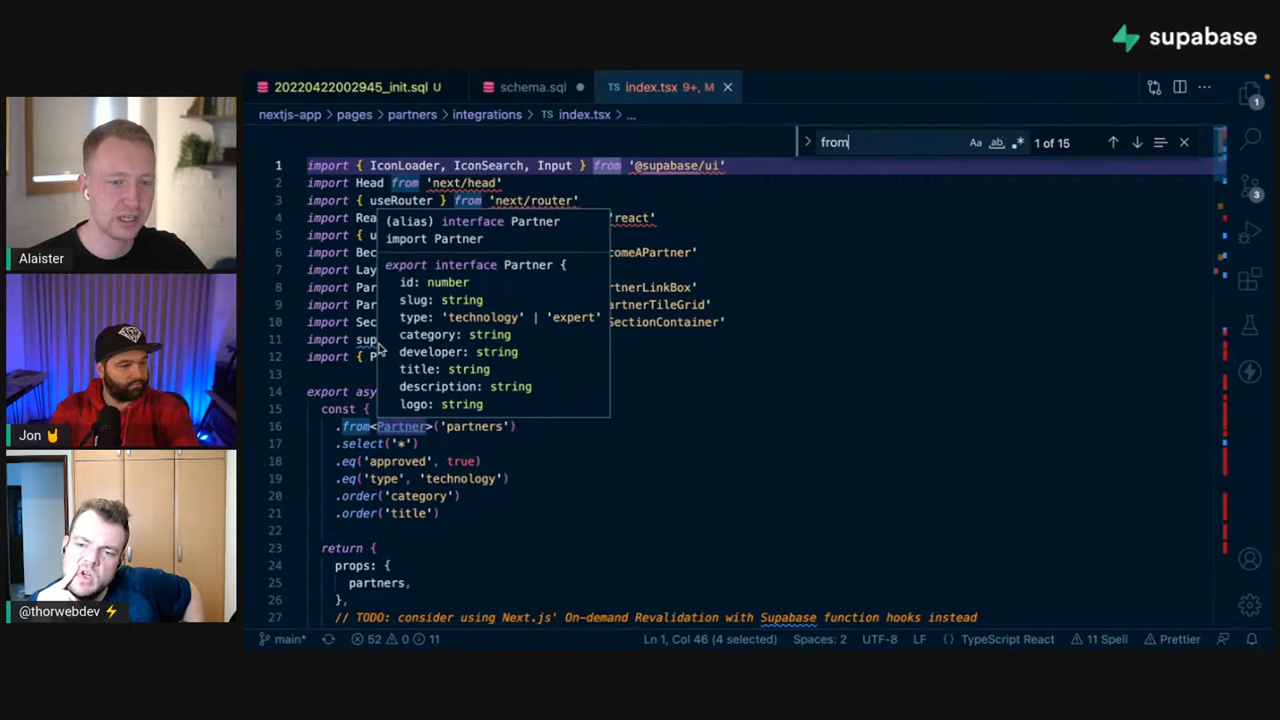 supabase
20220422002945_init.sql U
schema.sql
TS index.tsx 9+, M
nextjs-app > pages > partners > integrations > TS index.tsx > ...
from
Aa ab 1 of 15
1 import { IconLoader, IconSearch, Input } from '@supabase/ui'
2 import Head from 'next/head'
3 import { useRouter } from 'next/router'
4 import Rea 'react'
5 import { u
6 import Bec omeAPartner'
7 import Lay
8 import Par rtnerLinkBox'
9 import Par rtnerTileGrid'
10 import Sec SectionContainer'
11 import sup
12 import { P
(alias) interface Partner
import Partner
export interface Partner {
id: number
slug: string
type: 'technology' | 'expert'
category: string
developer: string
title: string
description: string
logo: string
13
14 export asy
15 const {
16 .from<Partner>('partners')
17 .select('*')
18 .eq('approved', true)
19 .eq('type', 'technology')
20 .order('category')
21 .order('title')
22
23 return {
24 props: {
25 partners,
26 },
27 // TODO: consider using Next.js' On-demand Revalidation with Supabase function hooks instead
main* 52 0 11 Ln 1, Col 46 (4 selected) Spaces: 2 UTF-8 LF { } TypeScript React 11 Spell Prettier
1
3
Alaister
Jon 🤘
@thorwebdev ⚡